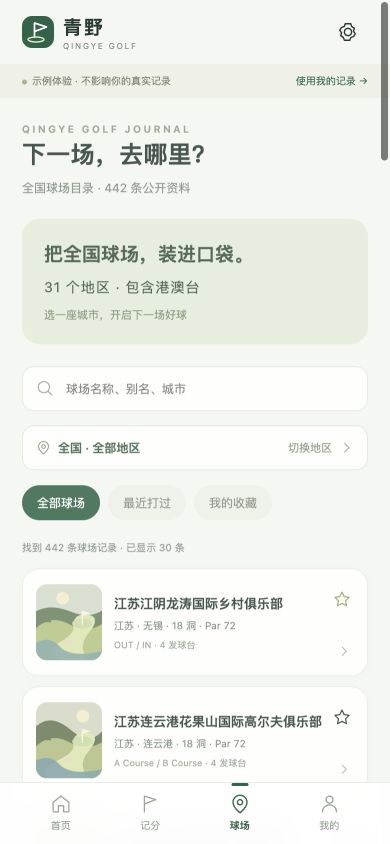 青野
QINGYE GOLF
示例体验 · 不影响你的真实记录
使用我的记录 →
QINGYE GOLF JOURNAL
下一场，去哪里？
全国球场目录 · 442 条公开资料
把全国球场，装进口袋。
31 个地区 · 包含港澳台
选一座城市，开启下一场好球
球场名称、别名、城市
全国 · 全部地区
切换地区
全部球场
最近打过
我的收藏
找到 442 条球场记录 · 已显示 30 条
江苏江阴龙涛国际乡村俱乐部
江苏 · 无锡 · 18 洞 · Par 72
OUT / IN · 4 发球台
江苏连云港花果山国际高尔夫俱乐部
江苏 · 连云港 · 18 洞 · Par 72
A Course / B Course · 4 发球台
首页
记分
球场
我的